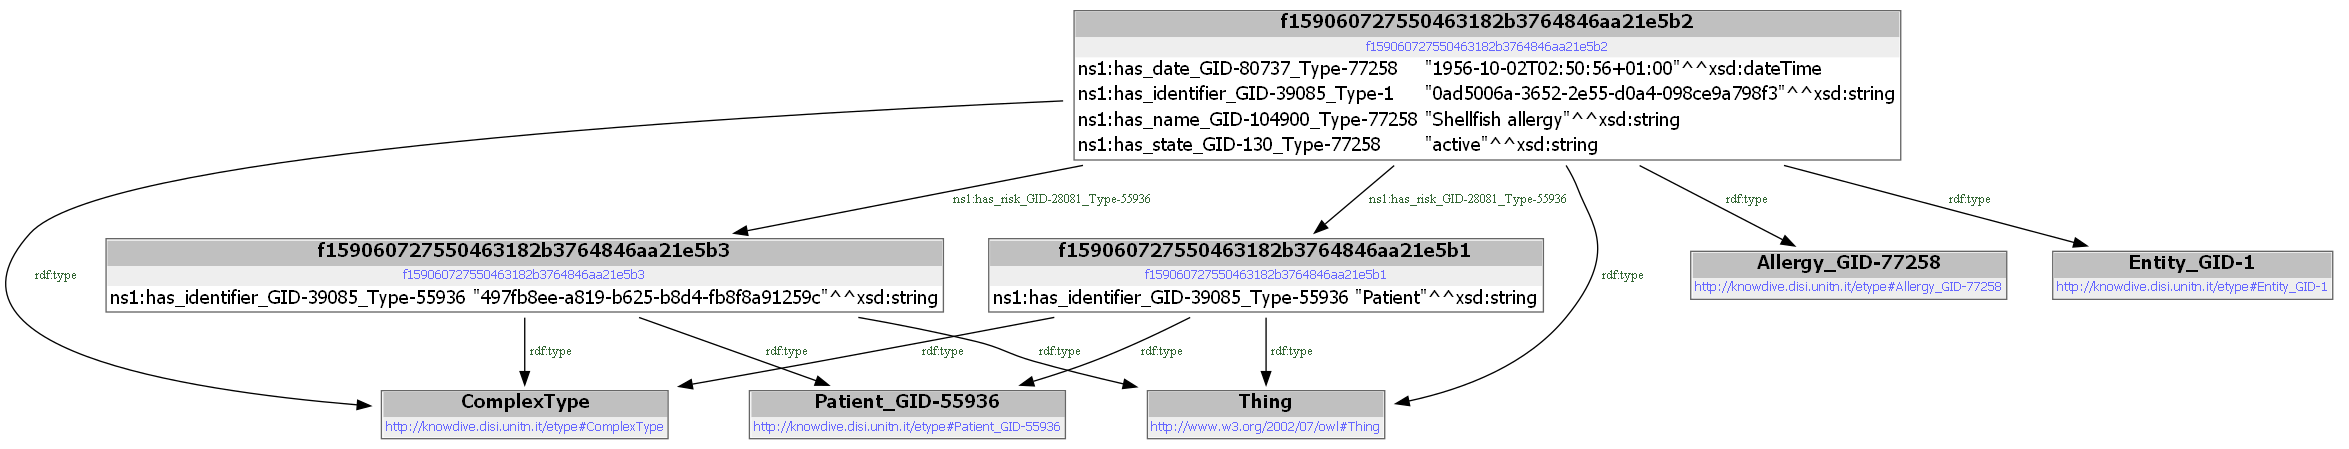 f159060727550463182b3764846aa21e5b2
f159060727550463182b3764846aa21e5b2
ns1:has_date_GID-80737_Type-77258 "1956-10-02T02:50:56+01:00"^^xsd:dateTime
ns1:has_identifier_GID-39085_Type-1 "0ad5006a-3652-2e55-d0a4-098ce9a798f3"^^xsd:string
ns1:has_name_GID-104900_Type-77258 "Shellfish allergy"^^xsd:string
ns1:has_state_GID-130_Type-77258 "active"^^xsd:string
ns1:has_risk_GID-28081_Type-55936
ns1:has_risk_GID-28081_Type-55936
rdf:type
rdf:type
rdf:type
rdf:type
f159060727550463182b3764846aa21e5b3
f159060727550463182b3764846aa21e5b3
ns1:has_identifier_GID-39085_Type-55936 "497fb8ee-a819-b625-b8d4-fb8f8a91259c"^^xsd:string
f159060727550463182b3764846aa21e5b1
f159060727550463182b3764846aa21e5b1
ns1:has_identifier_GID-39085_Type-55936 "Patient"^^xsd:string
Allergy_GID-77258
http://knowdive.disi.unitn.it/etype#Allergy_GID-77258
Entity_GID-1
http://knowdive.disi.unitn.it/etype#Entity_GID-1
rdf:type
rdf:type
rdf:type
rdf:type
rdf:type
rdf:type
ComplexType
http://knowdive.disi.unitn.it/etype#ComplexType
Patient_GID-55936
http://knowdive.disi.unitn.it/etype#Patient_GID-55936
Thing
http://www.w3.org/2002/07/owl#Thing